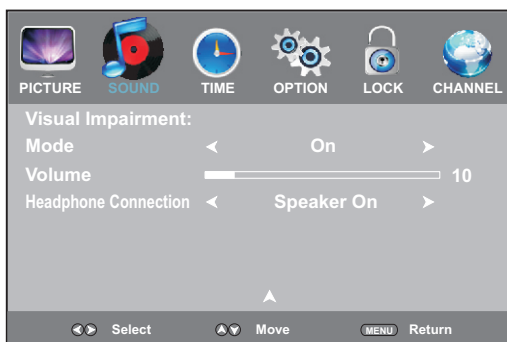 PICTURE SOUND TIME OPTION LOCK CHANNEL
Visual Impairment:
Mode On
Volume 10
Headphone Connection Speaker On
Select Move MENU Return